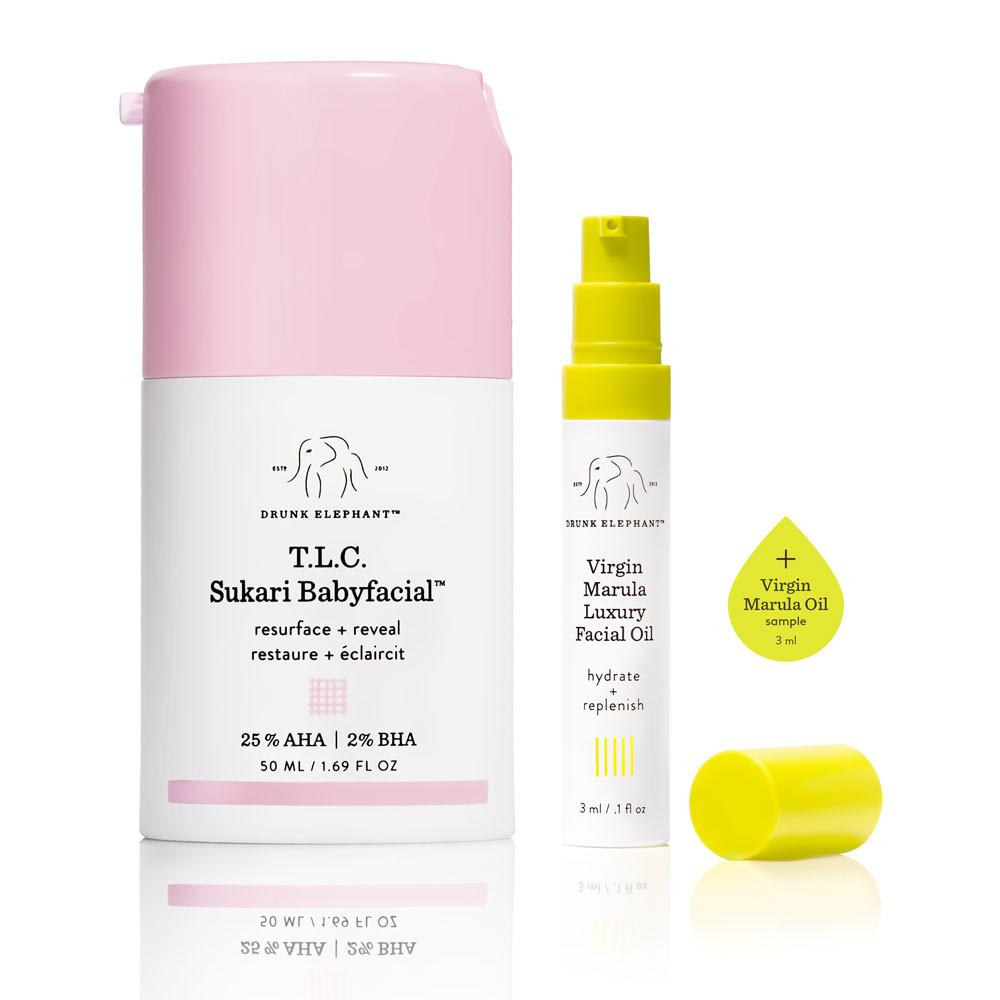 ESTD 2012
DRUNK ELEPHANT™
T.L.C.
Sukari Babyfacial™
resurface + reveal
restaure + éclaircit
25% AHA | 2% BHA
50 ML / 1.69 FL OZ
ESTD 2012
DRUNK ELEPHANT™
Virgin
Marula
Luxury
Facial Oil
hydrate
+
replenish
3 ml / .1 fl oz
+
Virgin
Marula Oil
sample
3 ml